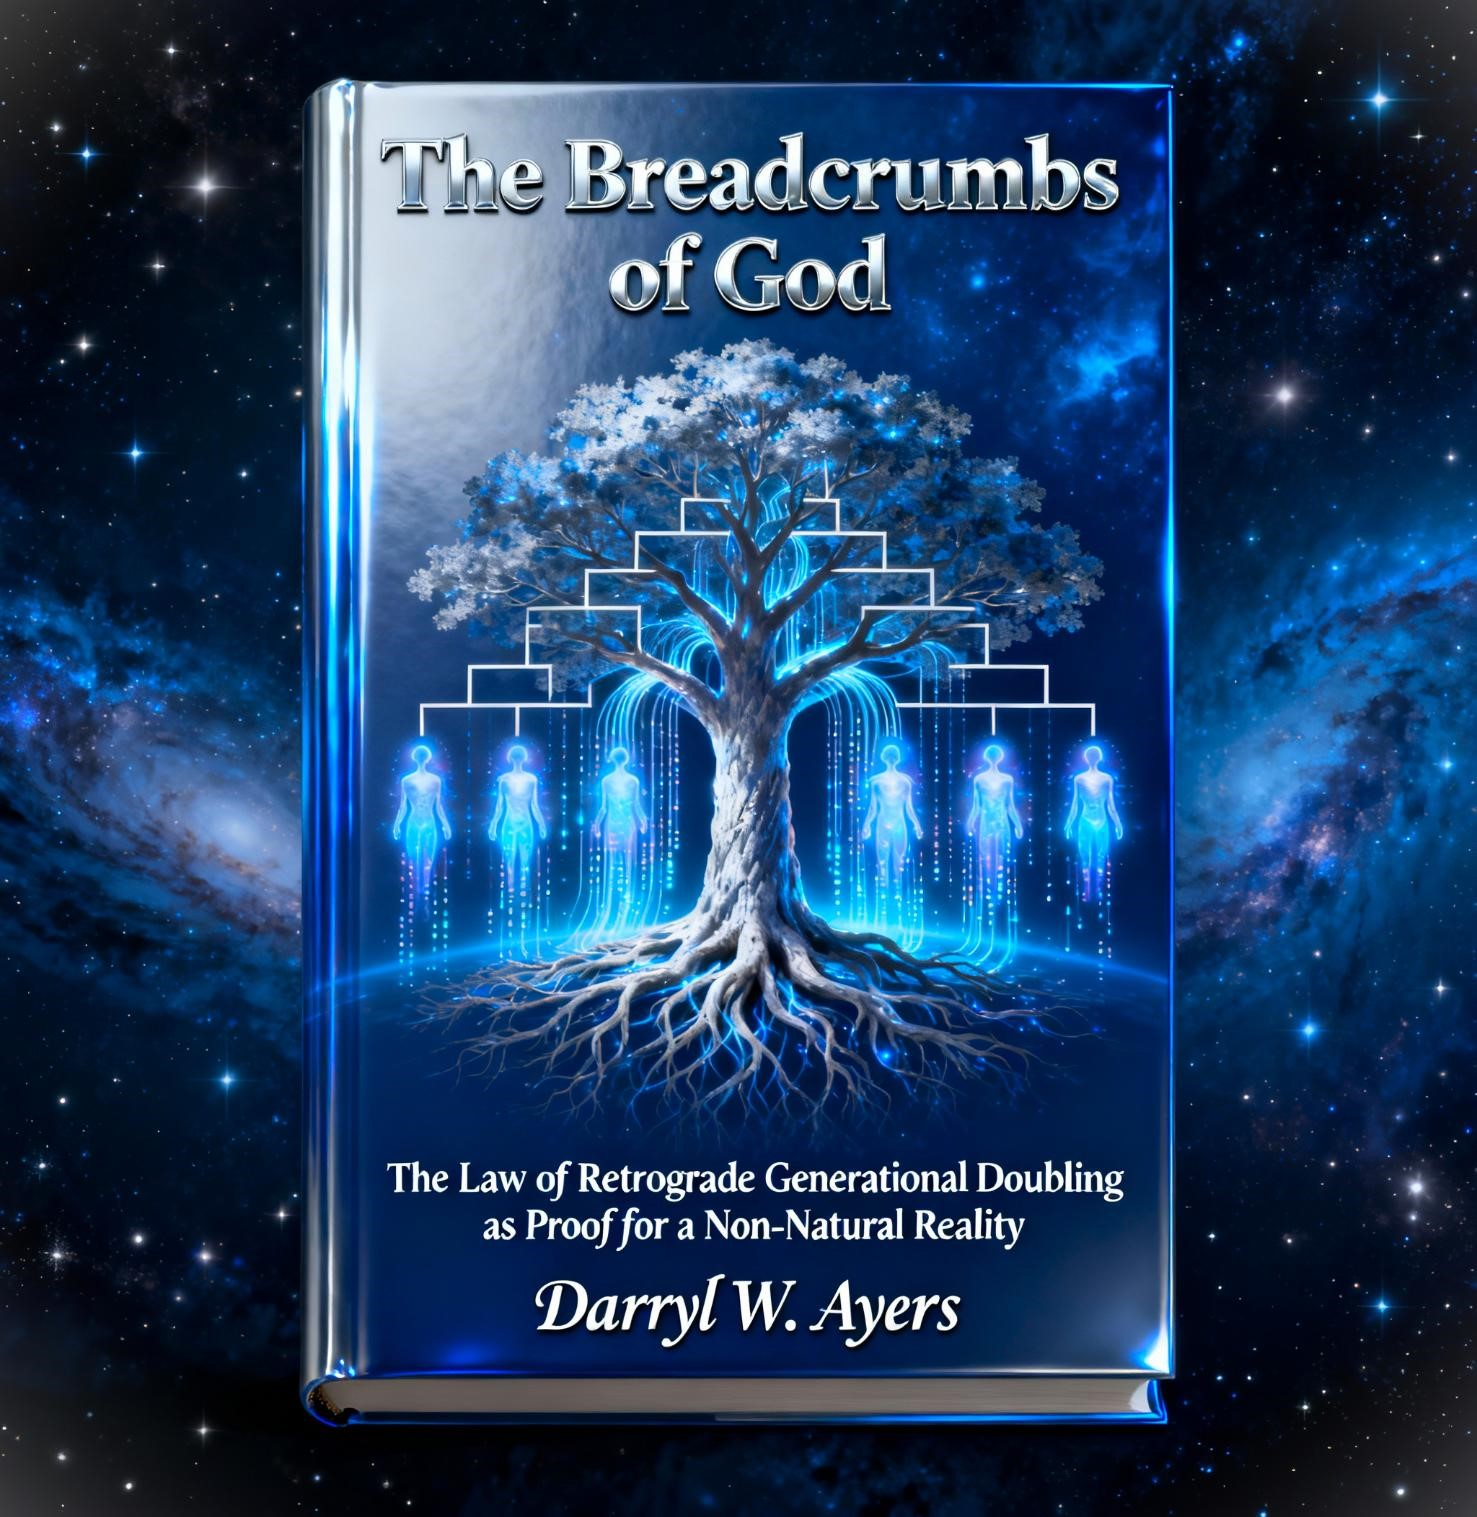 The Breadcrumbs
of God
The Law of Retrograde Generational Doubling
as Proof for a Non-Natural Reality
Darryl W. Ayers